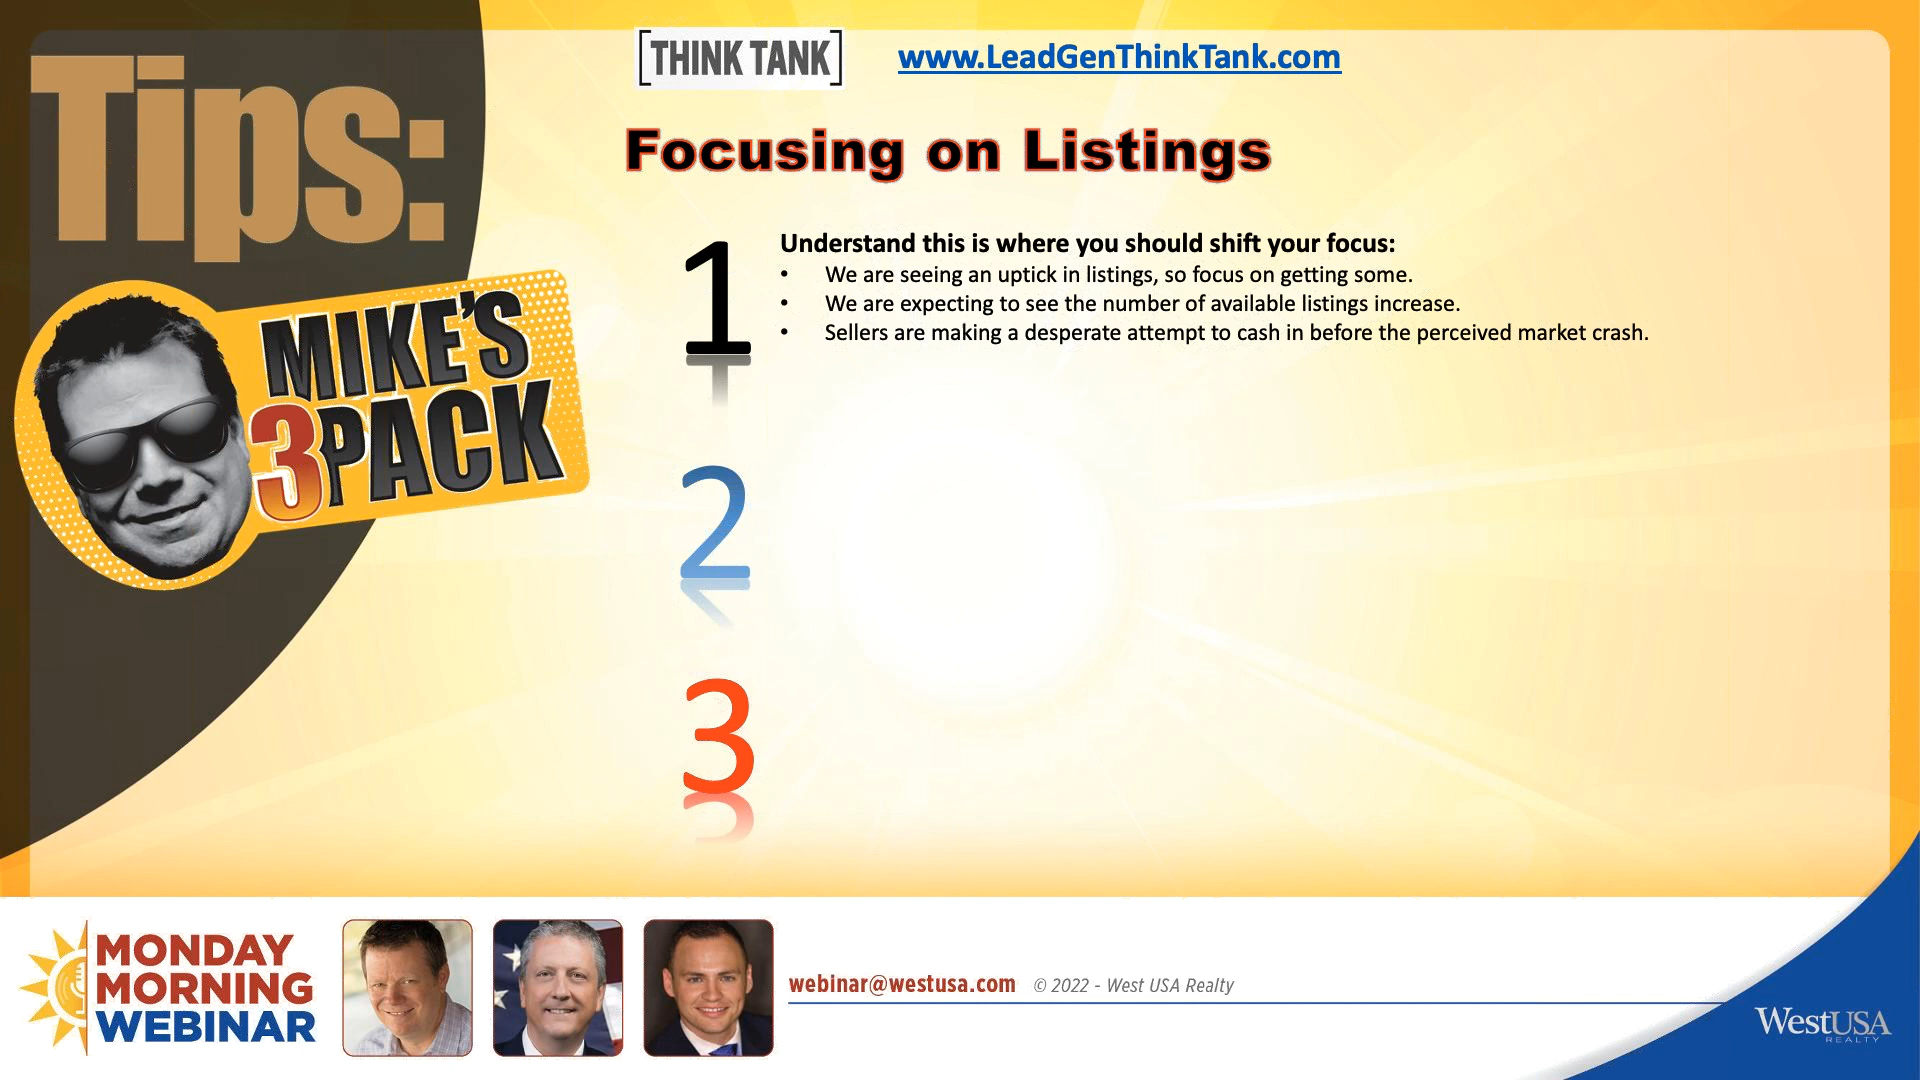 Tips:
[THINK TANK]
www.LeadGenThinkTank.com
Focusing on Listings
MIKE'S
3PACK
1
Understand this is where you should shift your focus:
• We are seeing an uptick in listings, so focus on getting some.
• We are expecting to see the number of available listings increase.
• Sellers are making a desperate attempt to cash in before the perceived market crash.
2
3
MONDAY
MORNING
WEBINAR
webinar@westusa.com © 2022 - West USA Realty
WestUSA
REALTY